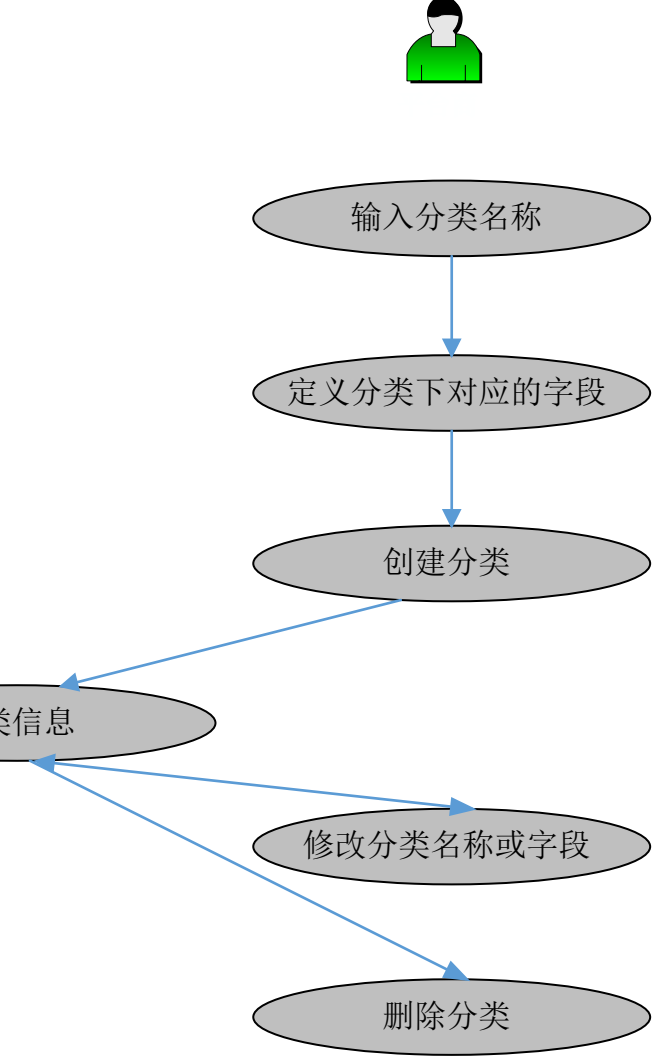 输入分类名称
定义分类下对应的字段
创建分类
类信息
修改分类名称或字段
删除分类